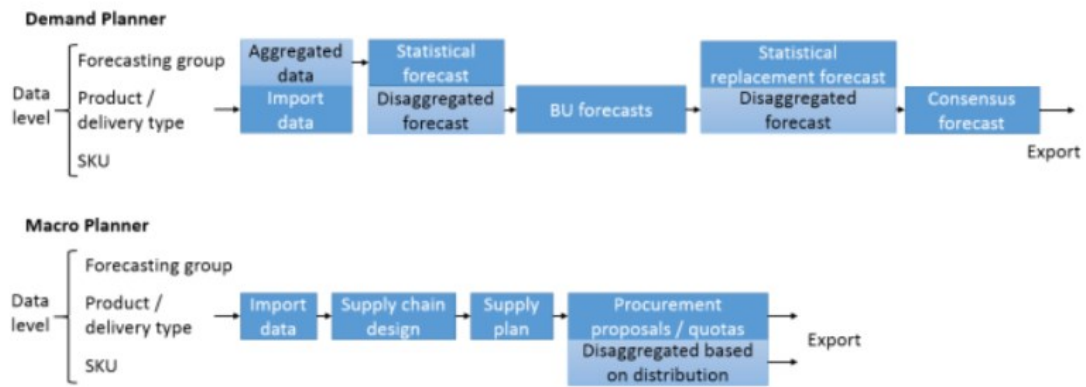 Demand Planner
Data
level
Forecasting group
Product /
delivery type
SKU
Aggregated
data
Import
data
Statistical
forecast
Disaggregated
forecast
BU forecasts
Statistical
replacement forecast
Disaggregated
forecast
Consensus
forecast
Export
Macro Planner
Data
level
Forecasting group
Product /
delivery type
SKU
Import
data
Supply chain
design
Supply
plan
Procurement
proposals / quotas
Disaggregated based
on distribution
Export